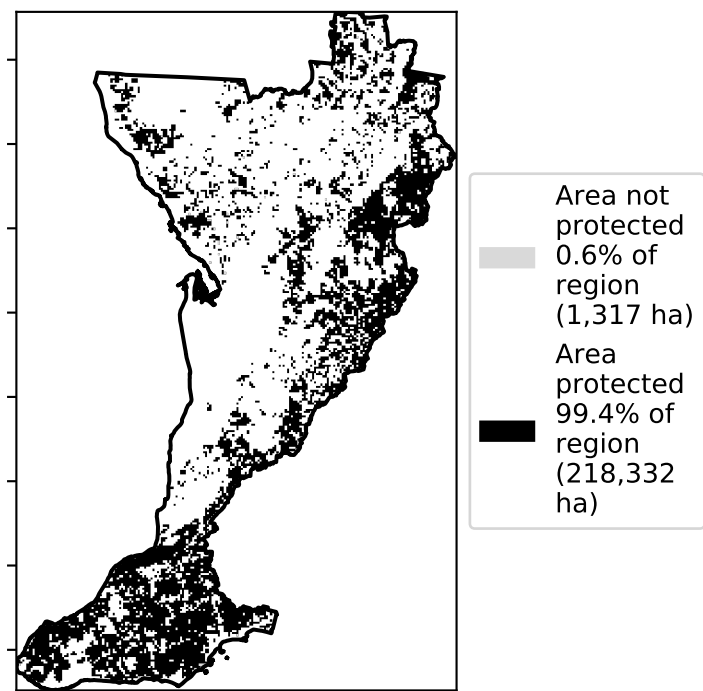 Area not
protected
0.6% of
region
(1,317 ha)
Area
protected
99.4% of
region
(218,332
ha)